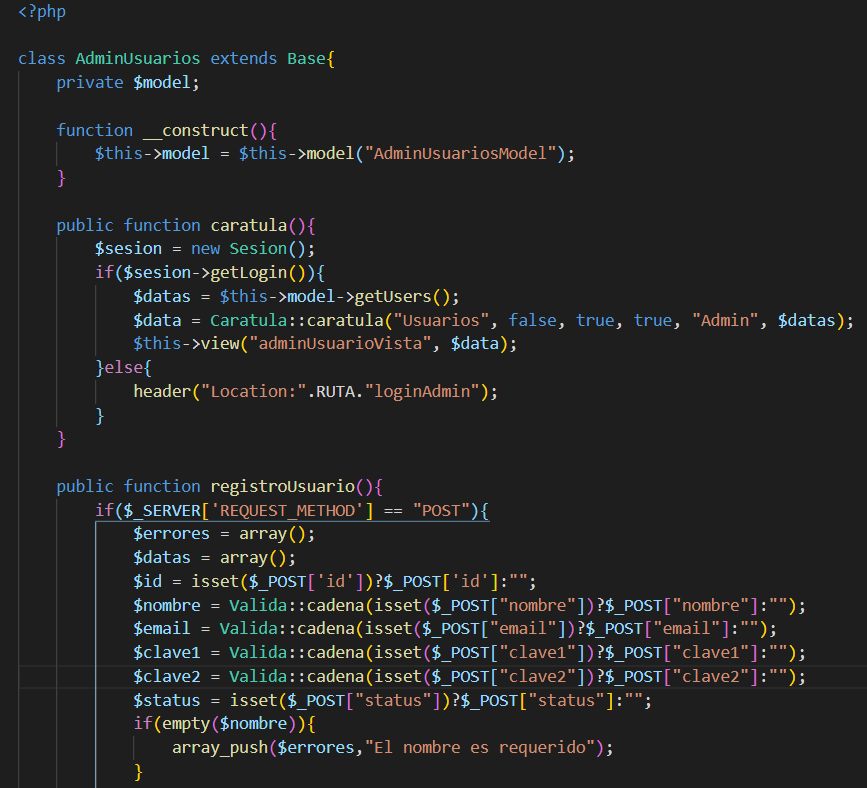 <?php
class AdminUsuarios extends Base{
private $model;
function __construct(){
$this->model = $this->model("AdminUsuariosModel");
}
public function caratula(){
$sesion = new Sesion();
if($sesion->getLogin()){
$datas = $this->model->getUsers();
$data = Caratula::caratula("Usuarios", false, true, true, "Admin", $datas);
$this->view("adminUsuarioVista", $data);
}else{
header("Location:".RUTA."loginAdmin");
}
}
public function registroUsuario(){
if($_SERVER['REQUEST_METHOD'] == "POST"){
$errores = array();
$datas = array();
$id = isset($_POST['id'])?$_POST['id']:"";
$nombre = Valida::cadena(isset($_POST["nombre"])?$_POST["nombre"]:"");
$email = Valida::cadena(isset($_POST["email"])?$_POST["email"]:"");
$clave1 = Valida::cadena(isset($_POST["clave1"])?$_POST["clave1"]:"");
$clave2 = Valida::cadena(isset($_POST["clave2"])?$_POST["clave2"]:"");
$status = isset($_POST["status"])?$_POST["status"]:"";
if(empty($nombre)){
array_push($errores,"El nombre es requerido");
}